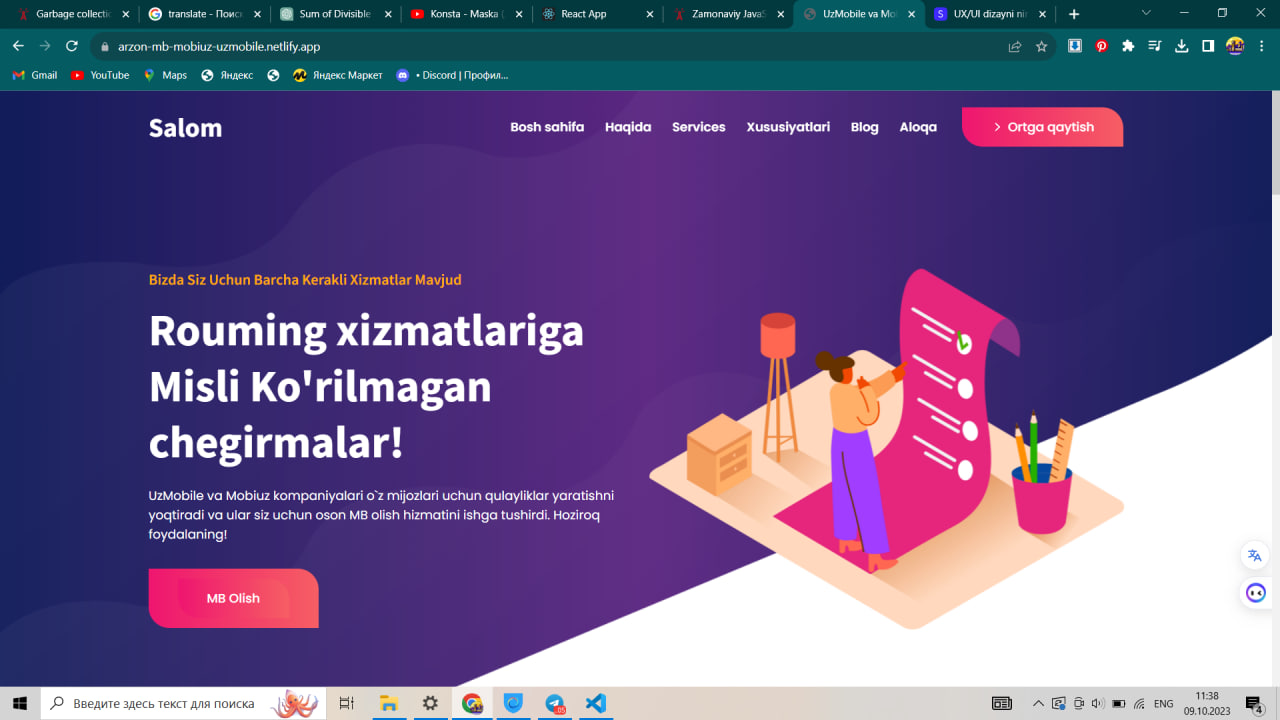 Garbage collecti
translate - Поиск
Sum of Divisible
Konsta - Maska (
React App
Zamonaviy JavaS
UzMobile va Mob
UX/UI dizayni nir
arzon-mb-mobiuz-uzmobile.netlify.app
Gmail
YouTube
Maps
Яндекс
Яндекс Маркет
• Discord | Профил...
Salom
Bosh sahifa
Haqida
Services
Xususiyatlari
Blog
Aloqa
Ortga qaytish
Bizda Siz Uchun Barcha Kerakli Xizmatlar Mavjud
Rouming xizmatlariga
Misli Ko'rilmagan
chegirmalar!
UzMobile va Mobiuz kompaniyalari o`z mijozlari uchun qulayliklar yaratishni
yoqtiradi va ular siz uchun oson MB olish hizmatini ishga tushirdi. Hoziroq
foydalaning!
MB Olish
Введите здесь текст для поиска
ENG
11:38
09.10.2023
4